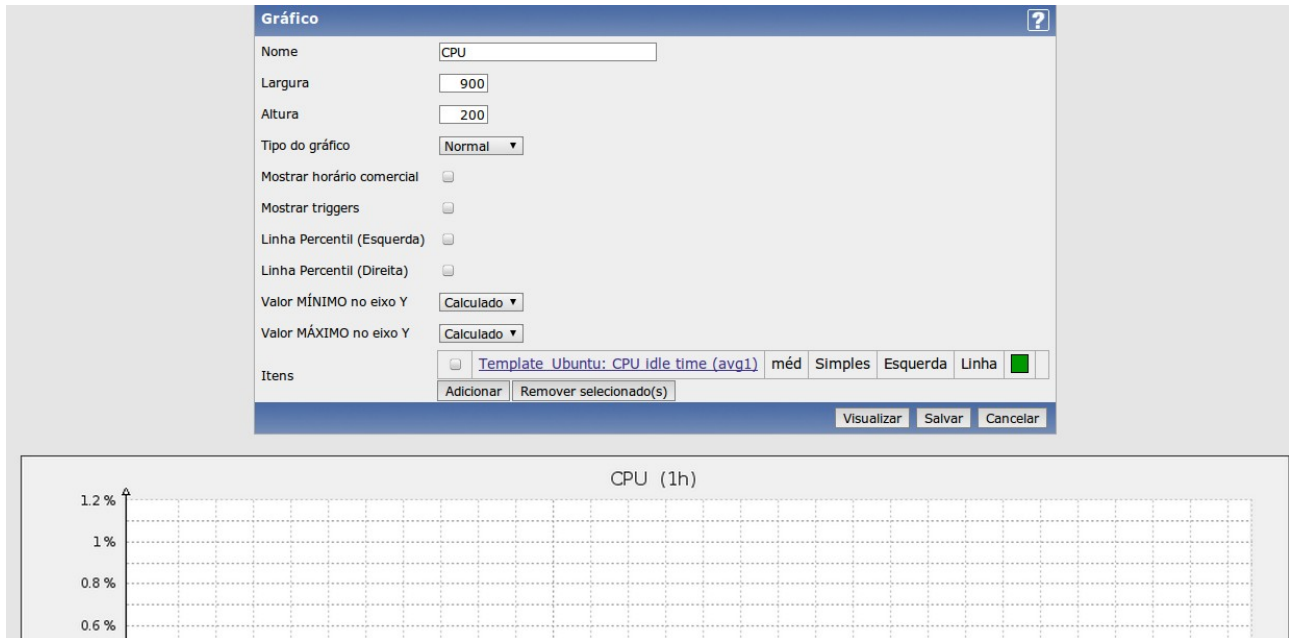 Gráfico ?
Nome CPU
Largura 900
Altura 200
Tipo do gráfico Normal
Mostrar horário comercial
Mostrar triggers
Linha Percentil (Esquerda)
Linha Percentil (Direita)
Valor MÍNIMO no eixo Y Calculado
Valor MÁXIMO no eixo Y Calculado
Itens Template_Ubuntu: CPU idle time (avg1) méd Simples Esquerda Linha
Adicionar Remover selecionado(s)
Visualizar Salvar Cancelar
CPU (1h)
1.2 %
1 %
0.8 %
0.6 %